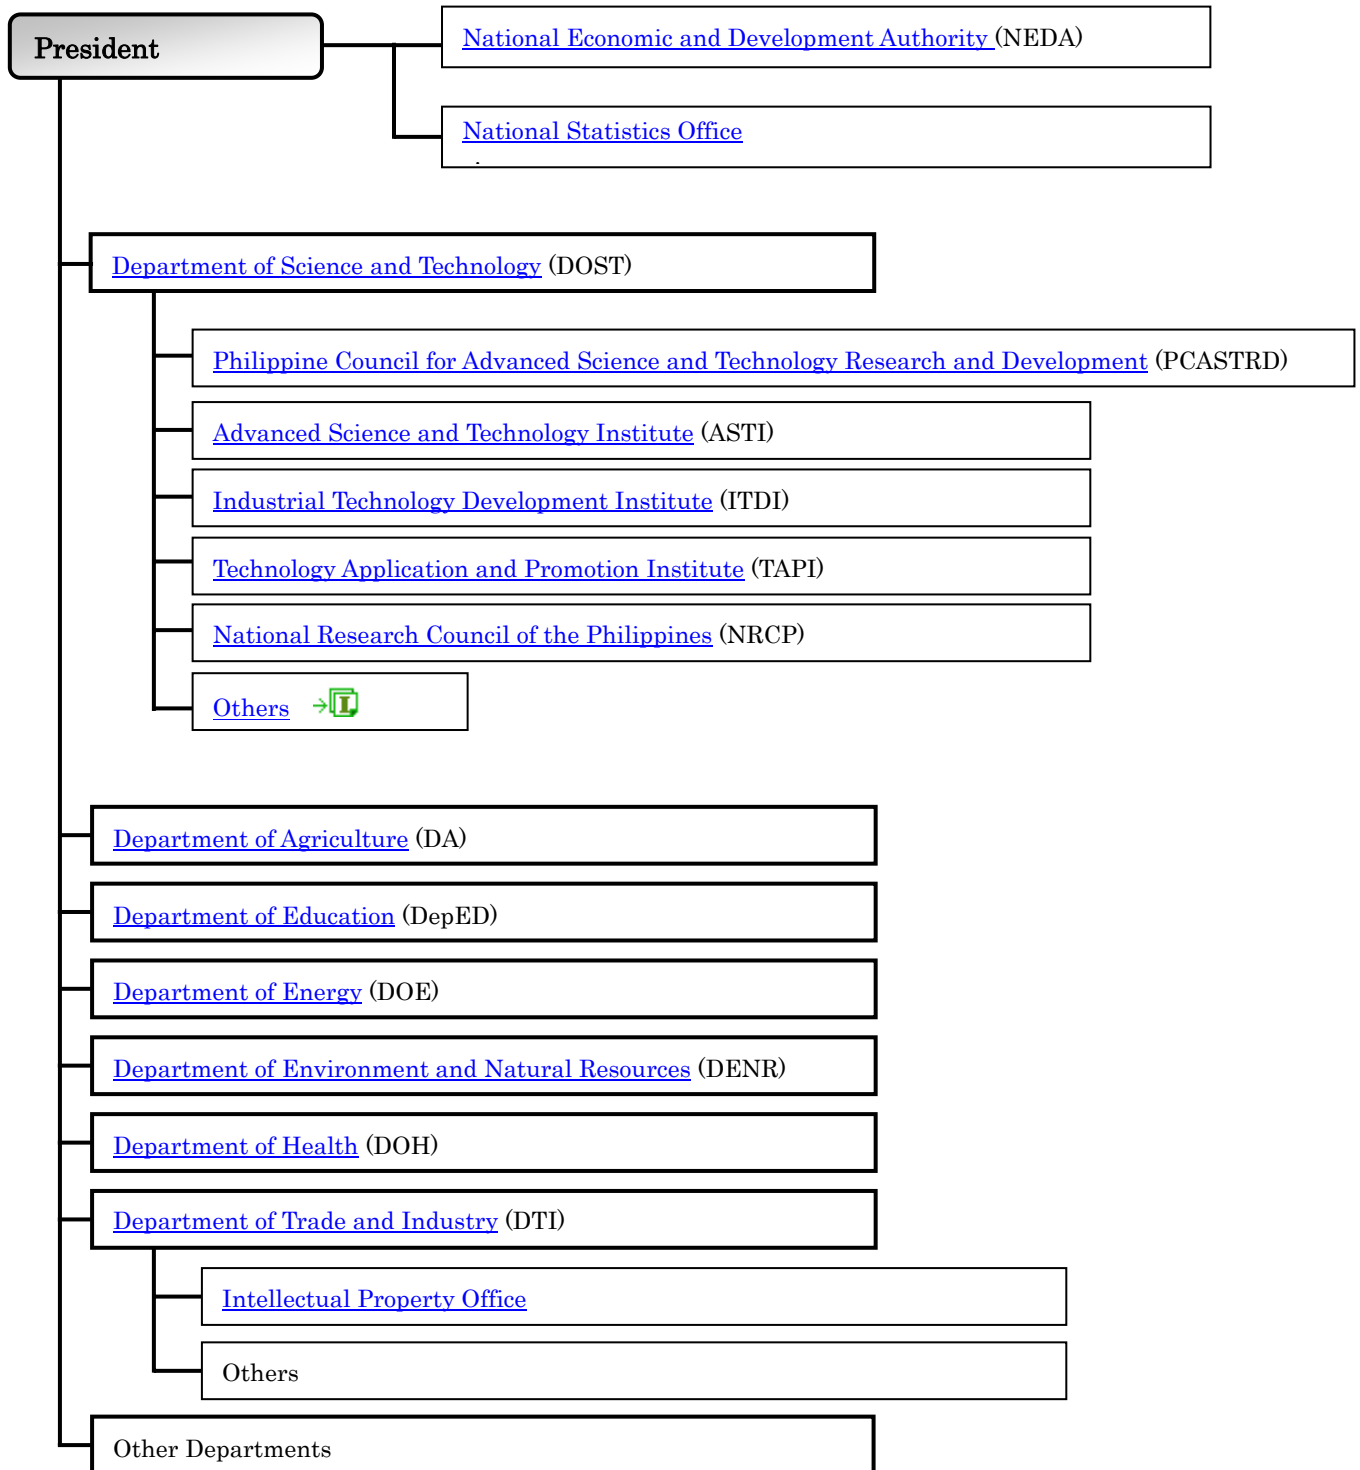 President
National Economic and Development Authority (NEDA)
National Statistics Office
Department of Science and Technology (DOST)
Philippine Council for Advanced Science and Technology Research and Development (PCASTRD)
Advanced Science and Technology Institute (ASTI)
Industrial Technology Development Institute (ITDI)
Technology Application and Promotion Institute (TAPI)
National Research Council of the Philippines (NRCP)
Others →L
Department of Agriculture (DA)
Department of Education (DepED)
Department of Energy (DOE)
Department of Environment and Natural Resources (DENR)
Department of Health (DOH)
Department of Trade and Industry (DTI)
Intellectual Property Office
Others
Other Departments